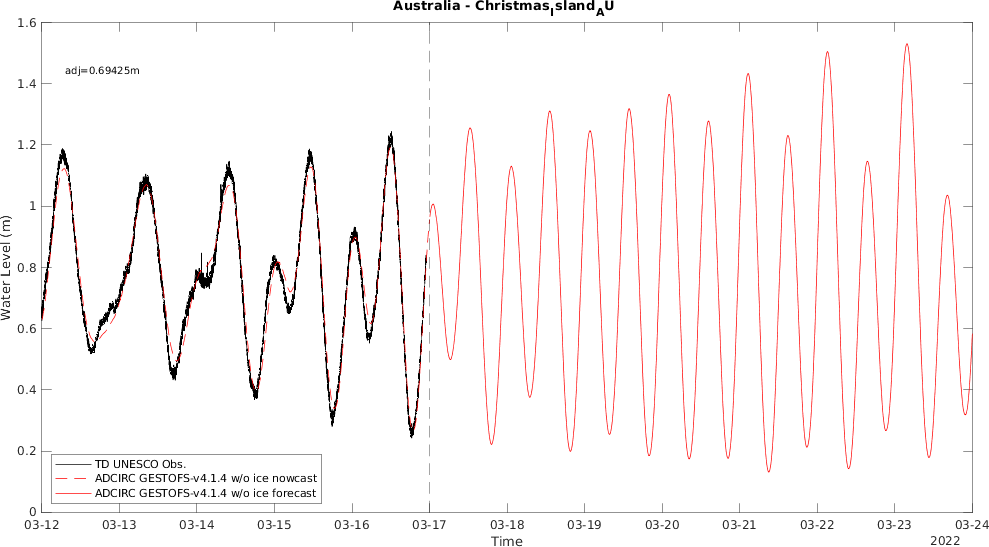 Australia - Christmas_Island_AU
1.6
adj=0.69425m
1.4
1.2
1
0.8
0.6
0.4
0.2
0
Water Level (m)
TD UNESCO Obs.
ADCIRC GESTOFS-v4.1.4 w/o ice nowcast
ADCIRC GESTOFS-v4.1.4 w/o ice forecast
03-12 03-13 03-14 03-15 03-16 03-17 03-18 03-19 03-20 03-21 03-22 03-23 03-24
Time
2022